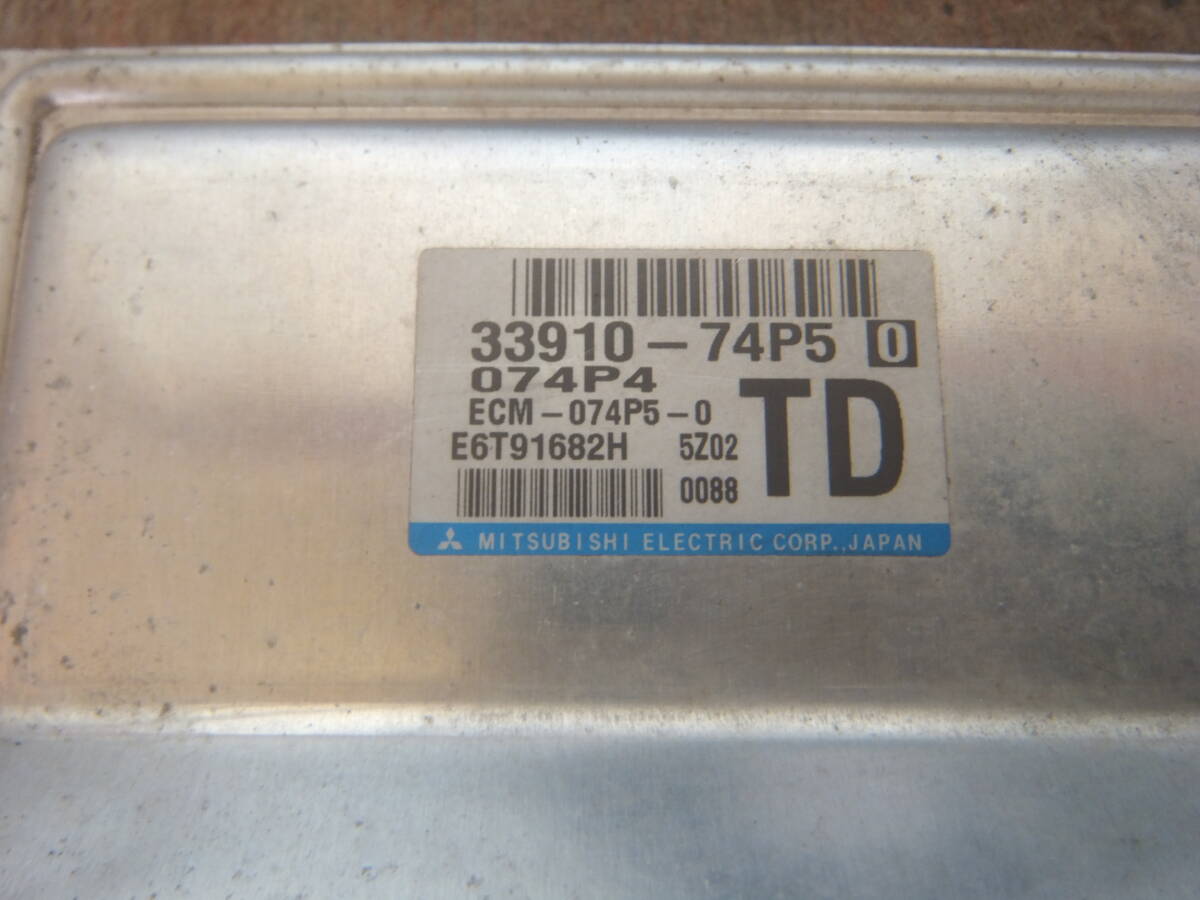 33910-74P5 0
074P4
TD
ECM-074P5-0
E6T91682H 5Z02
0088
MITSUBISHI ELECTRIC CORP.,JAPAN